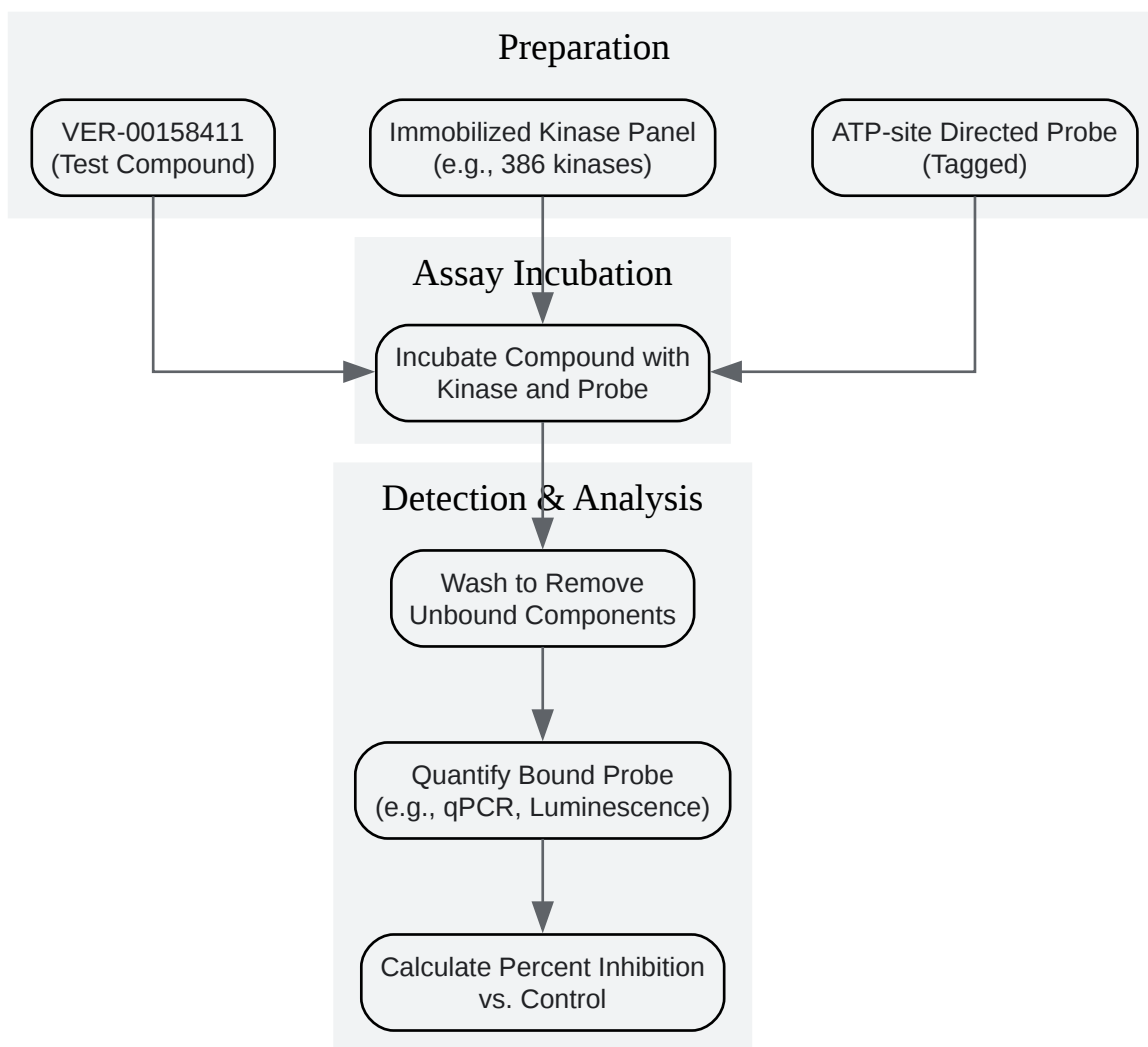 Preparation
VER-00158411
(Test Compound)
Immobilized Kinase Panel
(e.g., 386 kinases)
ATP-site Directed Probe
(Tagged)
Assay Incubation
Incubate Compound with
Kinase and Probe
Detection & Analysis
Wash to Remove
Unbound Components
Quantify Bound Probe
(e.g., qPCR, Luminescence)
Calculate Percent Inhibition
vs. Control